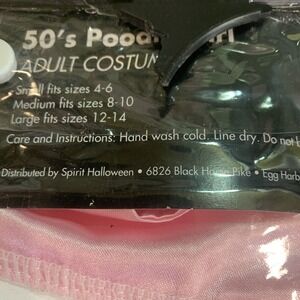 50's Poodle Girl
ADULT COSTUM
Small fits sizes 4-6
Medium fits sizes 8-10
Large fits sizes 12-14
Care and Instructions: Hand wash cold. Line dry. Do not
Distributed by Spirit Halloween • 6826 Black Horse Pike • Egg Harb